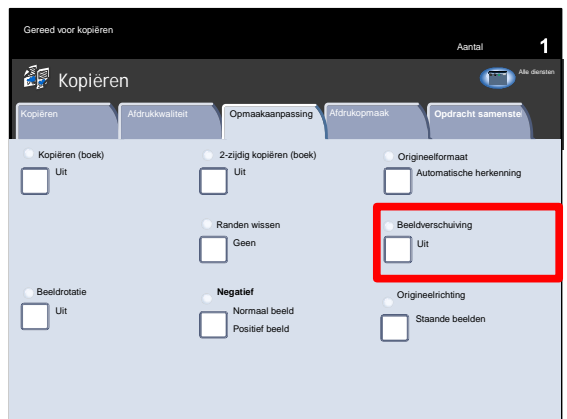 Gereed voor kopiëren
Aantal 1
Kopiëren
Alle diensten
Kopiëren
Afdrukkwaliteit
Opmaakaanpassing
Afdrukopmaak
Opdracht samenstel
Kopiëren (boek)
Uit
2-zijdig kopiëren (boek)
Uit
Origineelformaat
Automatische herkenning
Randen wissen
Geen
Beeldverschuiving
Uit
Beeldrotatie
Uit
Negatief
Normaal beeld
Positief beeld
Origineelrichting
Staande beelden